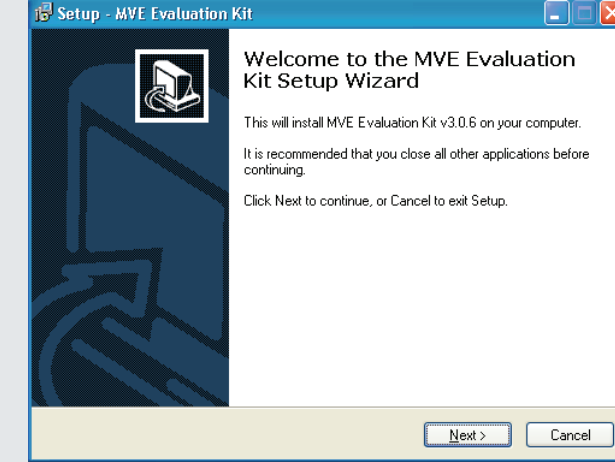 Setup - MVE Evaluation Kit
Welcome to the MVE Evaluation
Kit Setup Wizard
This will install MVE Evaluation Kit v3.0.6 on your computer.
It is recommended that you close all other applications before
continuing.
Click Next to continue, or Cancel to exit Setup.
Next >
Cancel